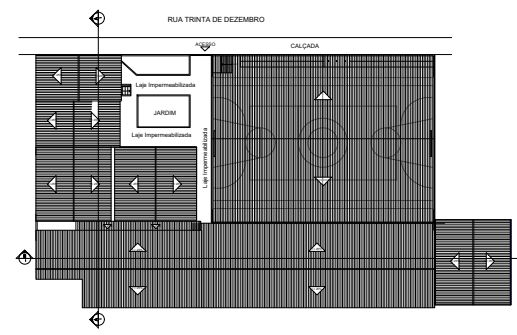 RUA TRINTA DE DEZEMBRO
ACESSO
CALÇADA
Laje Impermeabilizada
JARDIM
Laje Impermeabilizada
Laje Impermeabilizada